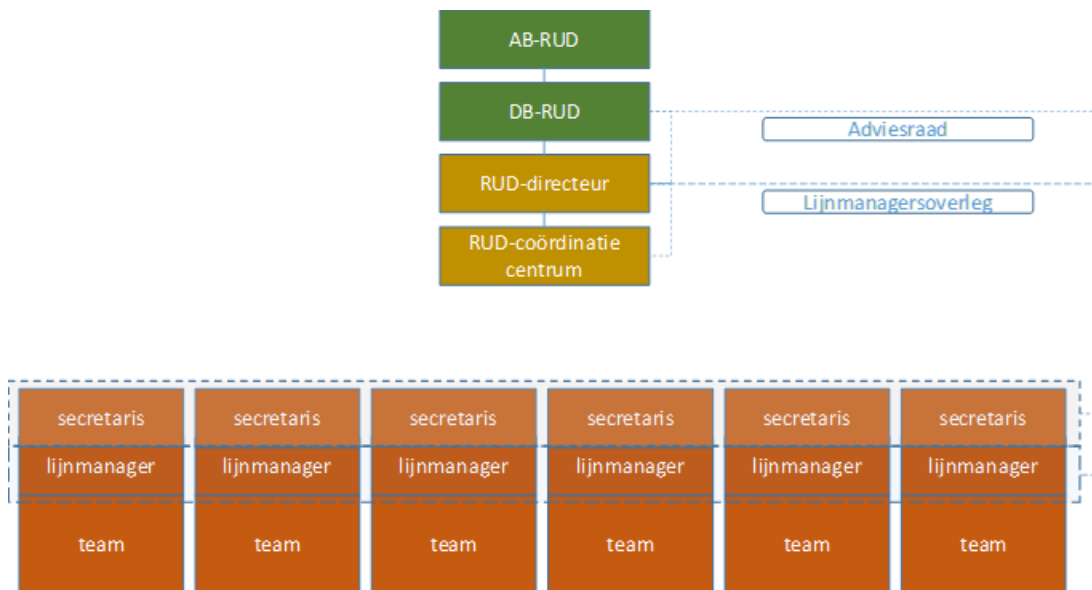 AB-RUD
DB-RUD
Adviesraad
RUD-directeur
Lijnmanagersoverleg
RUD-coördinatie
centrum
secretaris secretaris secretaris secretaris secretaris secretaris
lijnmanager lijnmanager lijnmanager lijnmanager lijnmanager lijnmanager
team team team team team team